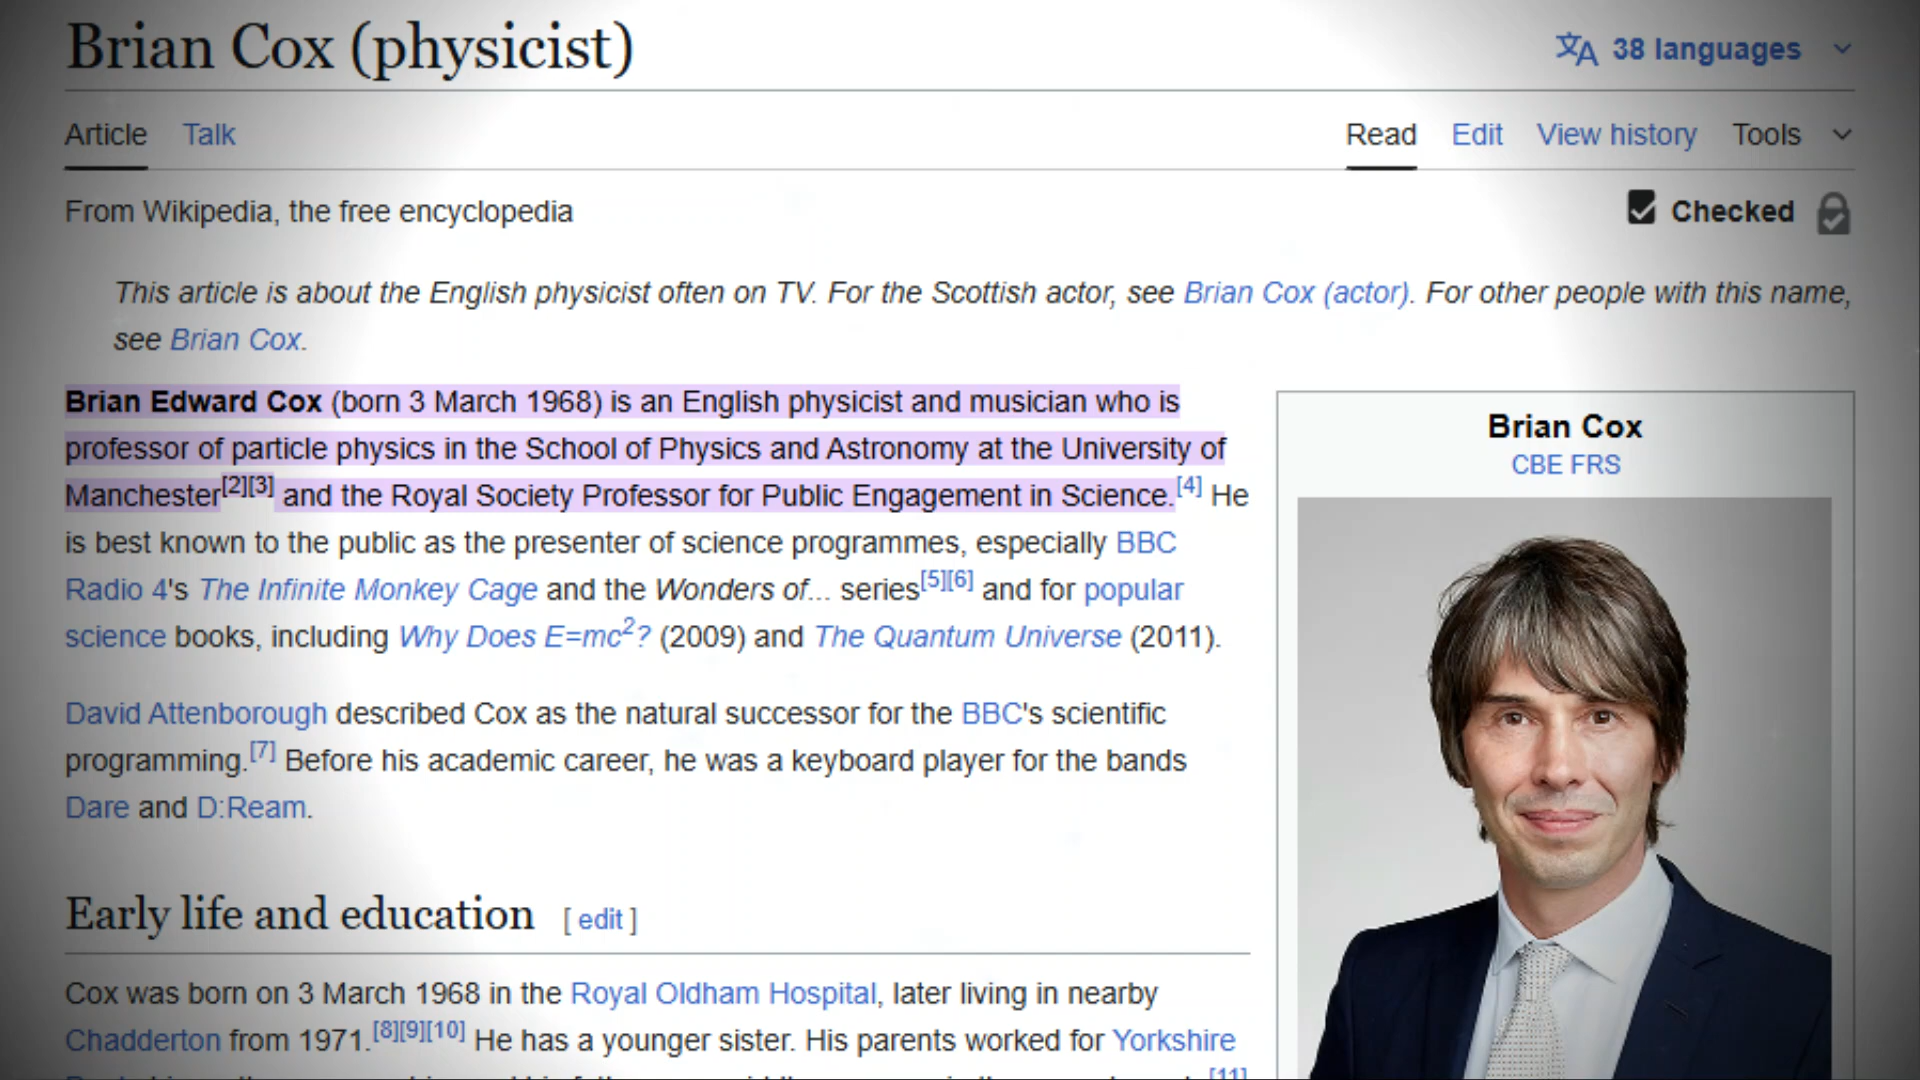 Brian Cox (physicist)
38 languages
Article Talk
Read Edit View history Tools
From Wikipedia, the free encyclopedia
Checked
This article is about the English physicist often on TV. For the Scottish actor, see Brian Cox (actor). For other people with this name,
see Brian Cox.
Brian Edward Cox (born 3 March 1968) is an English physicist and musician who is
professor of particle physics in the School of Physics and Astronomy at the University of
Manchester[2][3] and the Royal Society Professor for Public Engagement in Science.[4] He
is best known to the public as the presenter of science programmes, especially BBC
Radio 4's The Infinite Monkey Cage and the Wonders of... series[5][6] and for popular
science books, including Why Does E=mc²? (2009) and The Quantum Universe (2011).
David Attenborough described Cox as the natural successor for the BBC's scientific
programming.[7] Before his academic career, he was a keyboard player for the bands
Dare and D:Ream.
Brian Cox
CBE FRS
Early life and education [ edit ]
Cox was born on 3 March 1968 in the Royal Oldham Hospital, later living in nearby
Chadderton from 1971.[8][9][10] He has a younger sister. His parents worked for Yorkshire
[11]